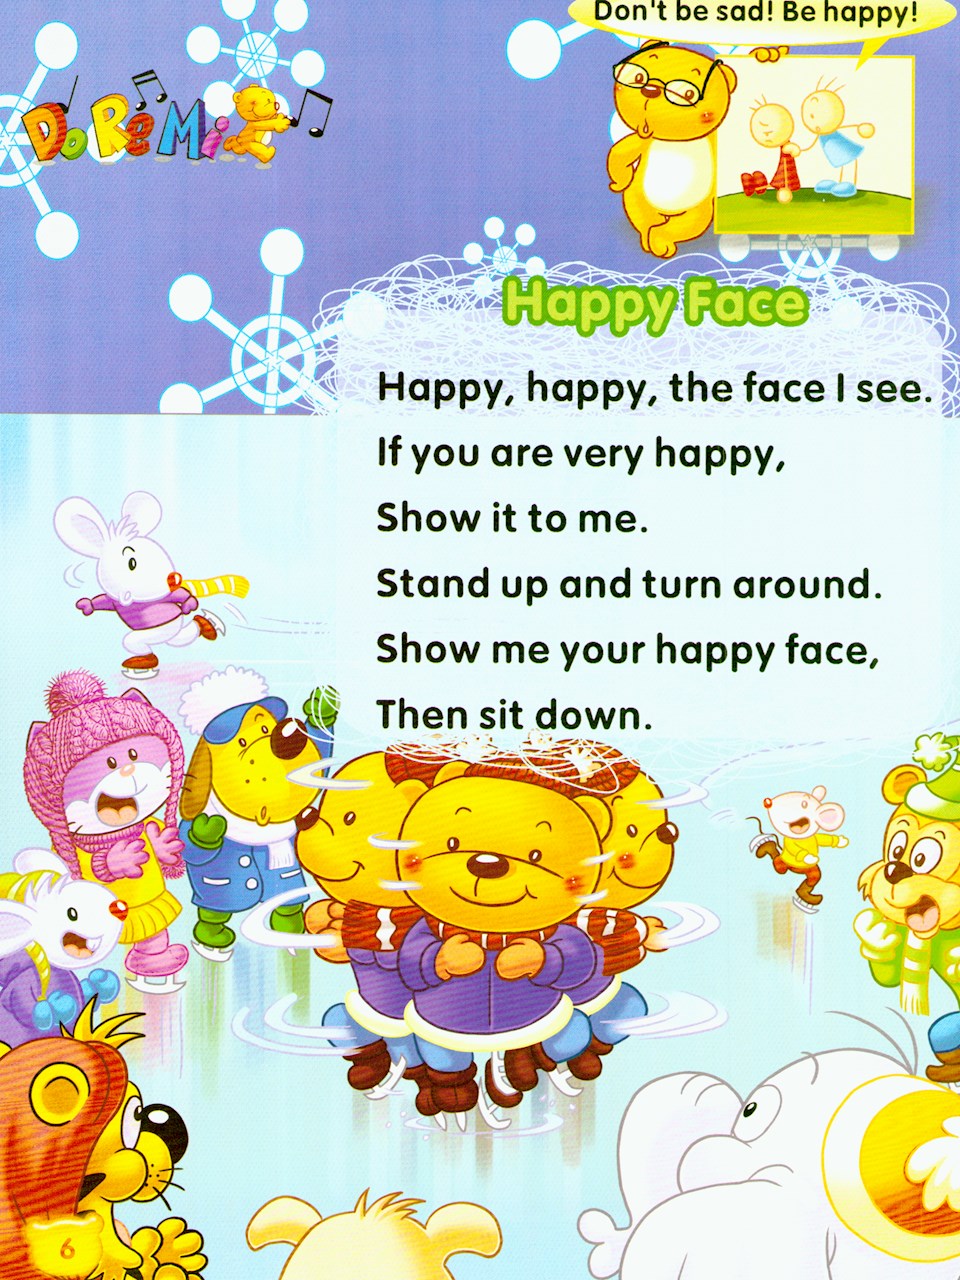 Don't be sad! Be happy!
Do Re Mi
Happy Face
Happy, happy, the face I see.
If you are very happy,
Show it to me.
Stand up and turn around.
Show me your happy face,
Then sit down.
6